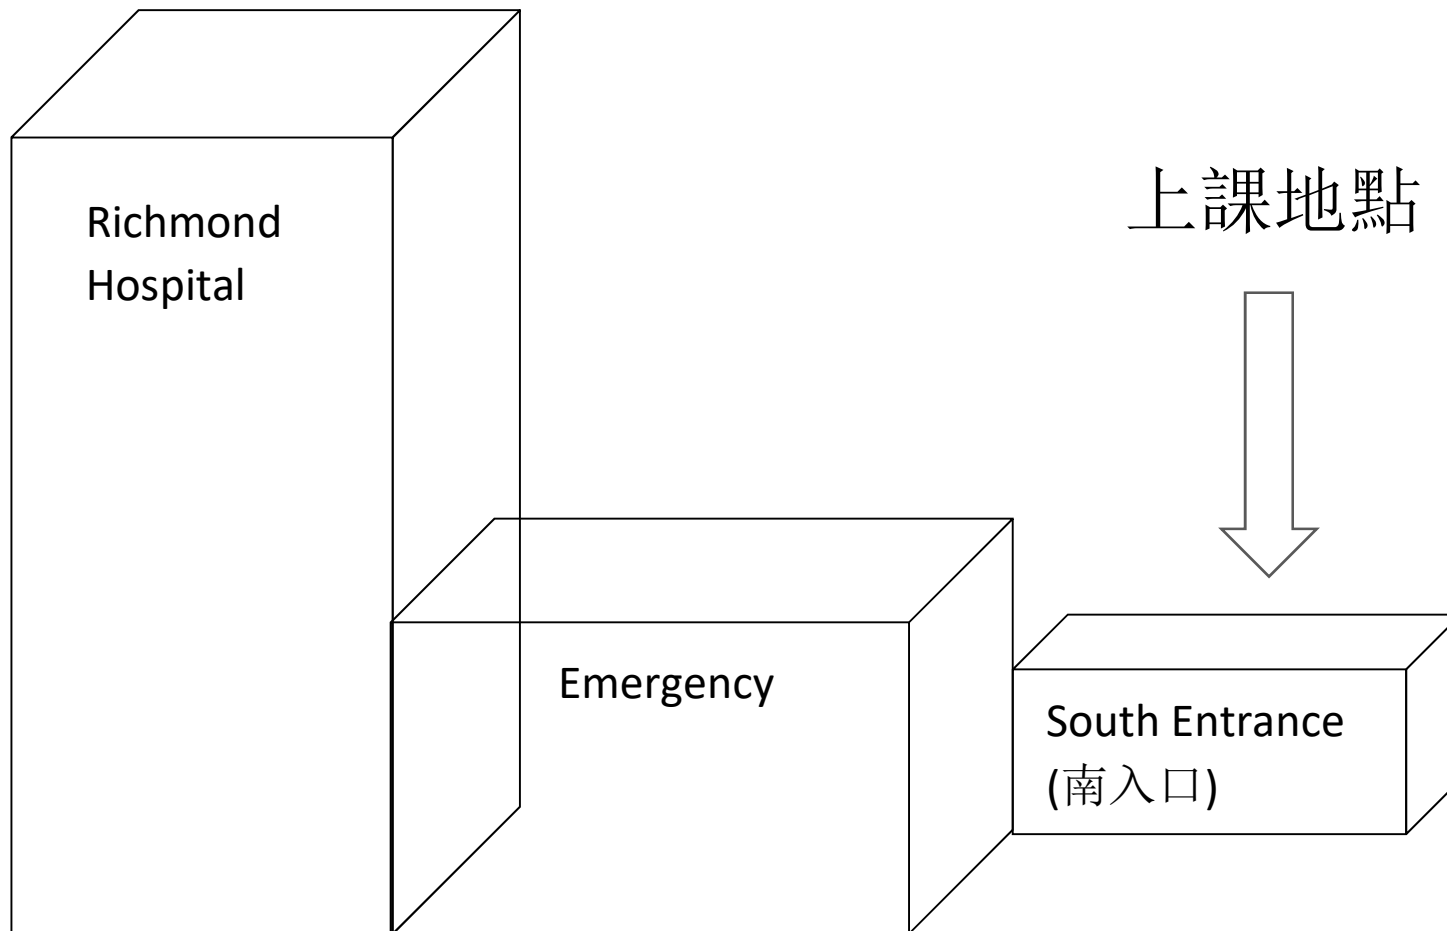 Richmond
Hospital
上課地點
Emergency
South Entrance
(南入口)